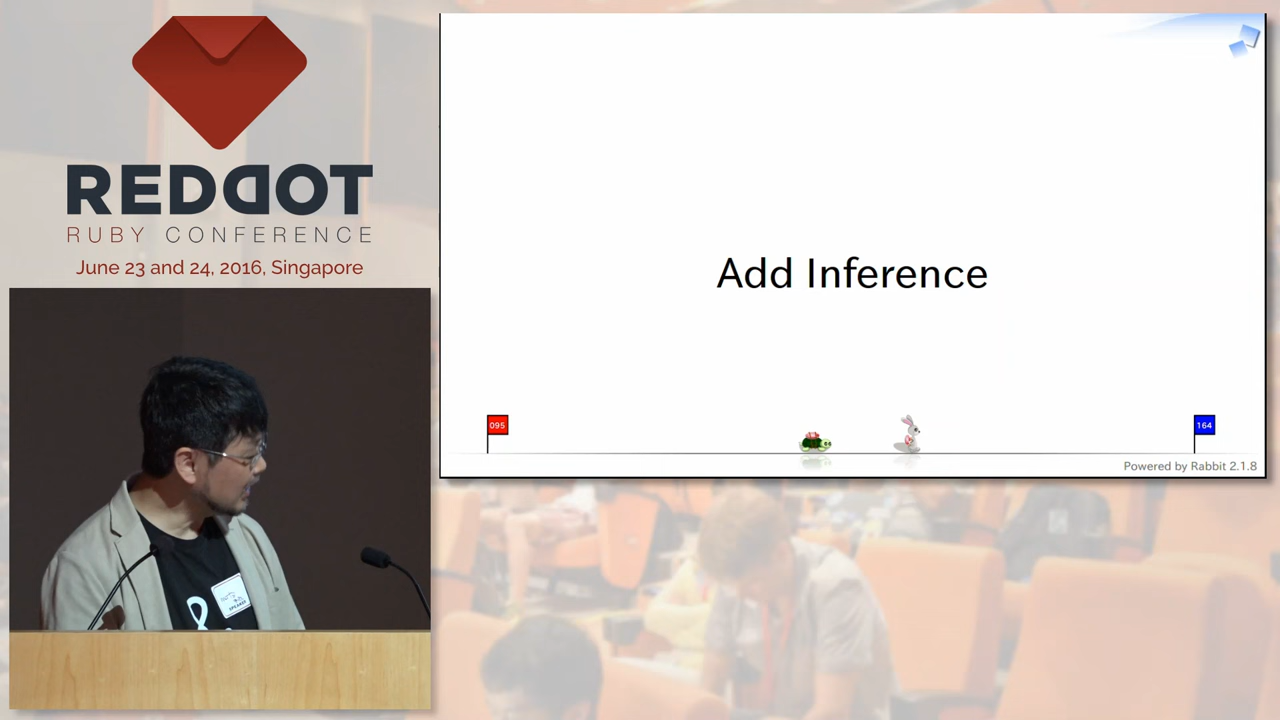 REDDOT
RUBY CONFERENCE
June 23 and 24, 2016, Singapore
Add Inference
095
164
Powered by Rabbit 2.1.8
SPEAKER